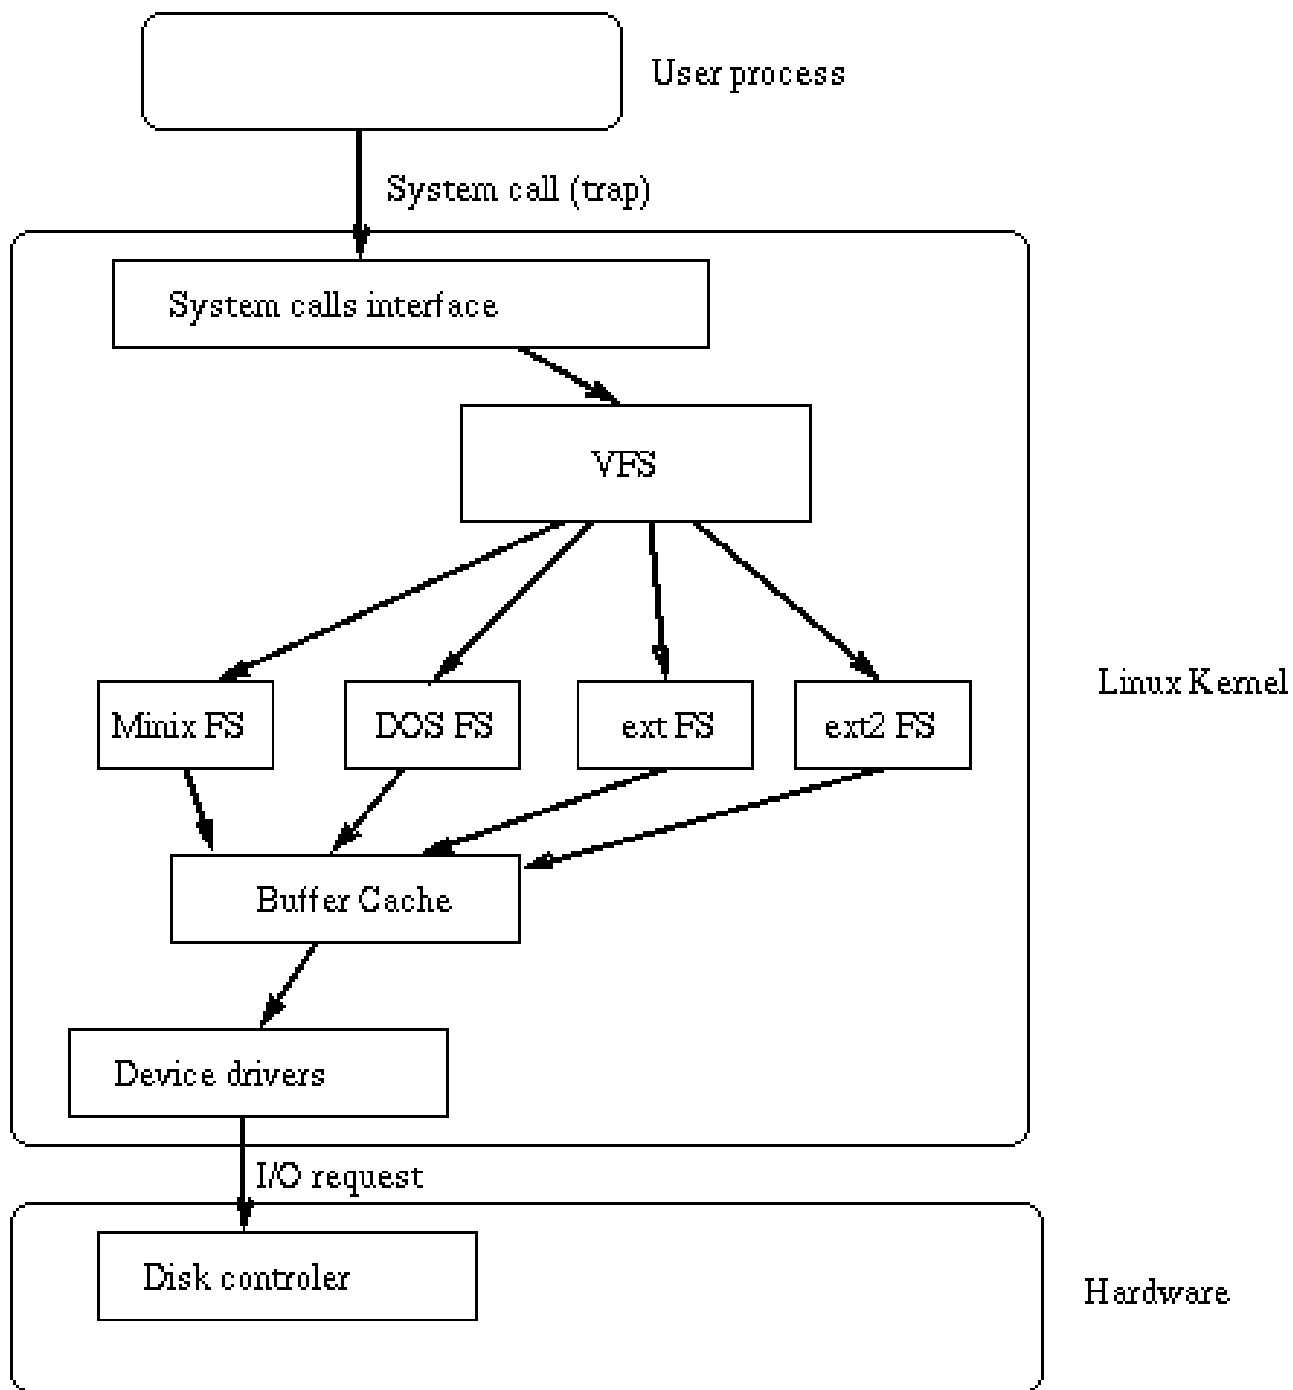 User process
System call (trap)
System calls interface
VFS
Linux Kernel
Minix FS
DOS FS
ext FS
ext2 FS
Buffer Cache
Device drivers
I/O request
Disk controler
Hardware